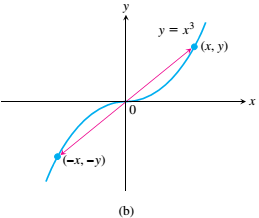 y
y = x³
(x, y)
x
0
(−x, −y)
(b)